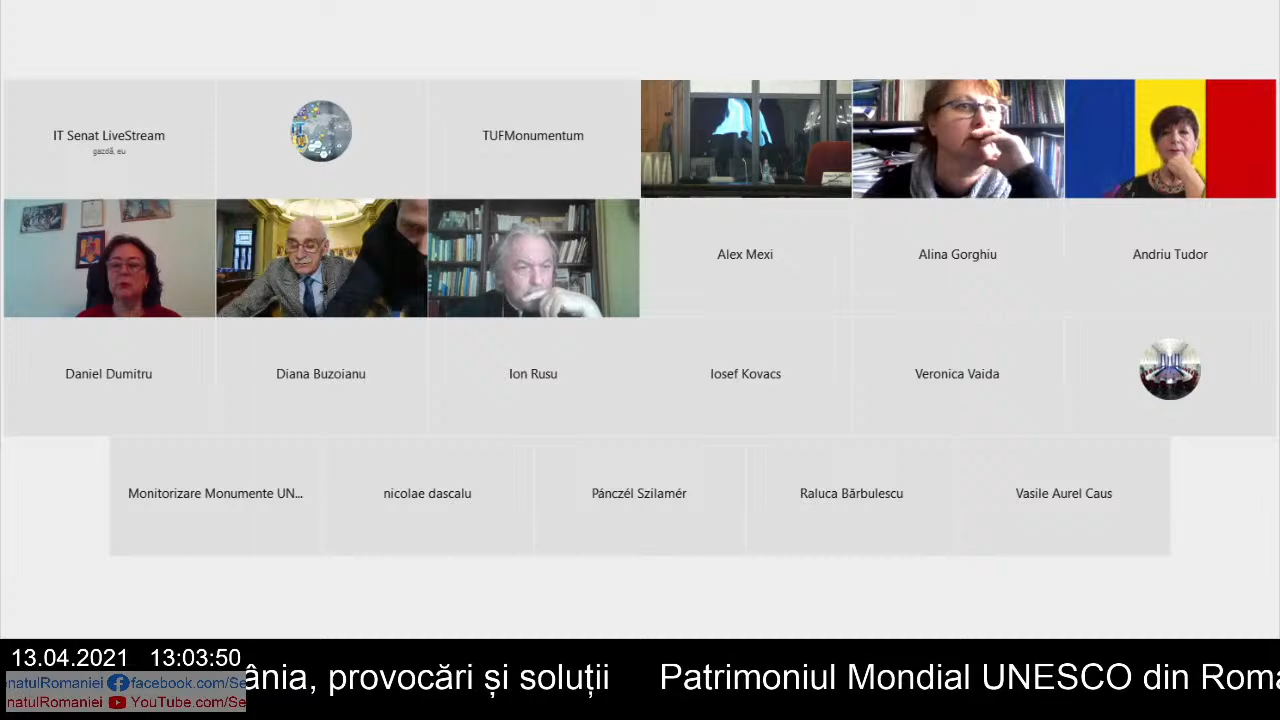 IT Senat LiveStream
gazdă, eu
TUFMonumentum
Alex Mexi
Alina Gorghiu
Andriu Tudor
Daniel Dumitru
Diana Buzoianu
Ion Rusu
Iosef Kovacs
Veronica Vaida
Monitorizare Monumente UN...
nicolae dascalu
Pánczél Szilamér
Raluca Bărbulescu
Vasile Aurel Caus
13.04.2021 13:03:50
natulRomaniei facebook.com/Se
natulRomaniei YouTube.com/Se
ânia, provocări și soluții Patrimoniul Mondial UNESCO din Roma